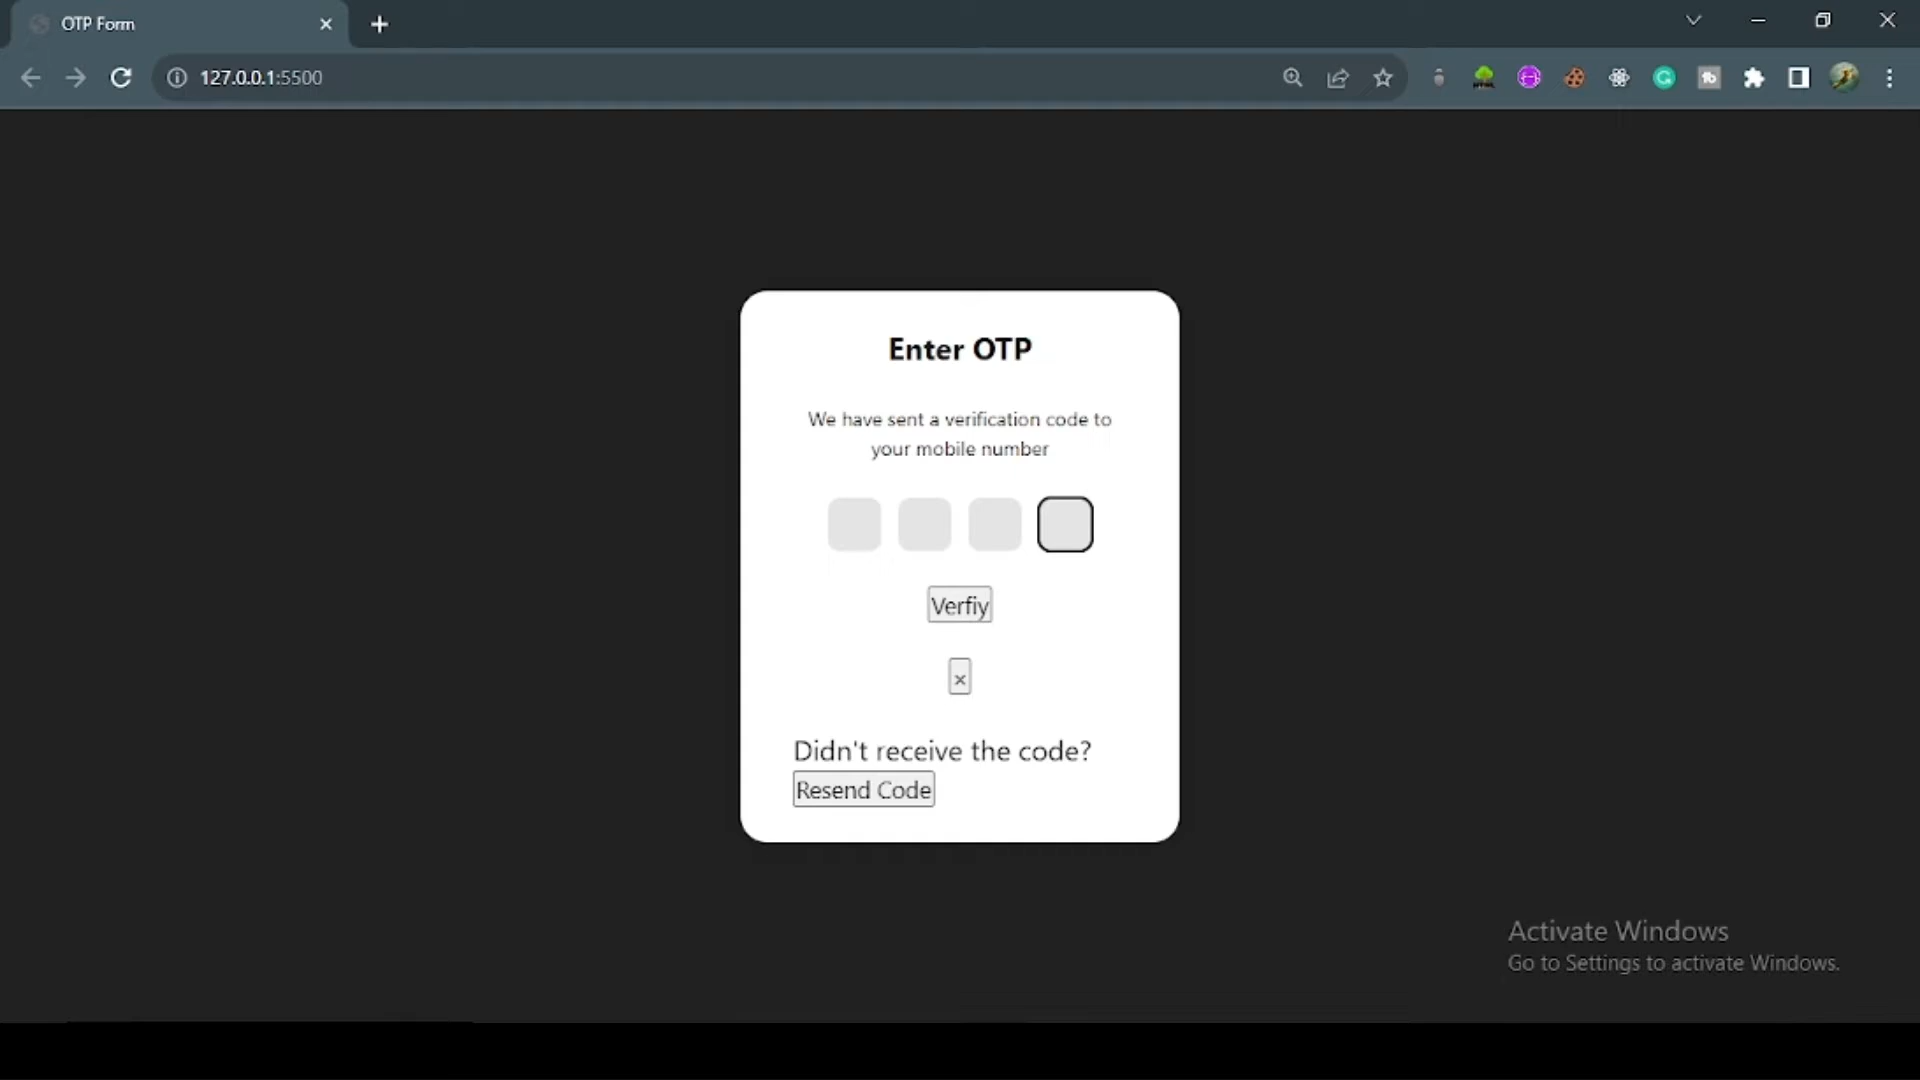 OTP Form
127.0.0.1:5500
Enter OTP
We have sent a verification code to
your mobile number
Verfiy
×
Didn't receive the code?
Resend Code
Activate Windows
Go to Settings to activate Windows.